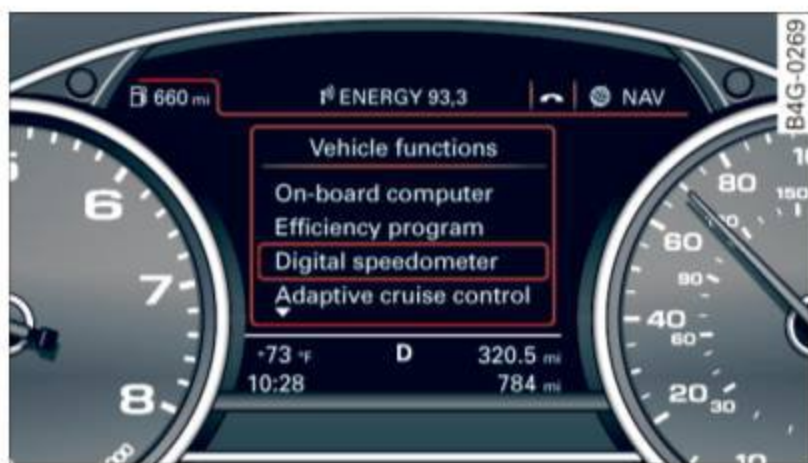 660 mi
ENERGY 93,3
NAV
Vehicle functions
On-board computer
Efficiency program
Digital speedometer
Adaptive cruise control
+73 °F
D
320.5 mi
10:28
784 mi
6
7
8
80
60
90
40
60
20
30
10
150
B4G-0269